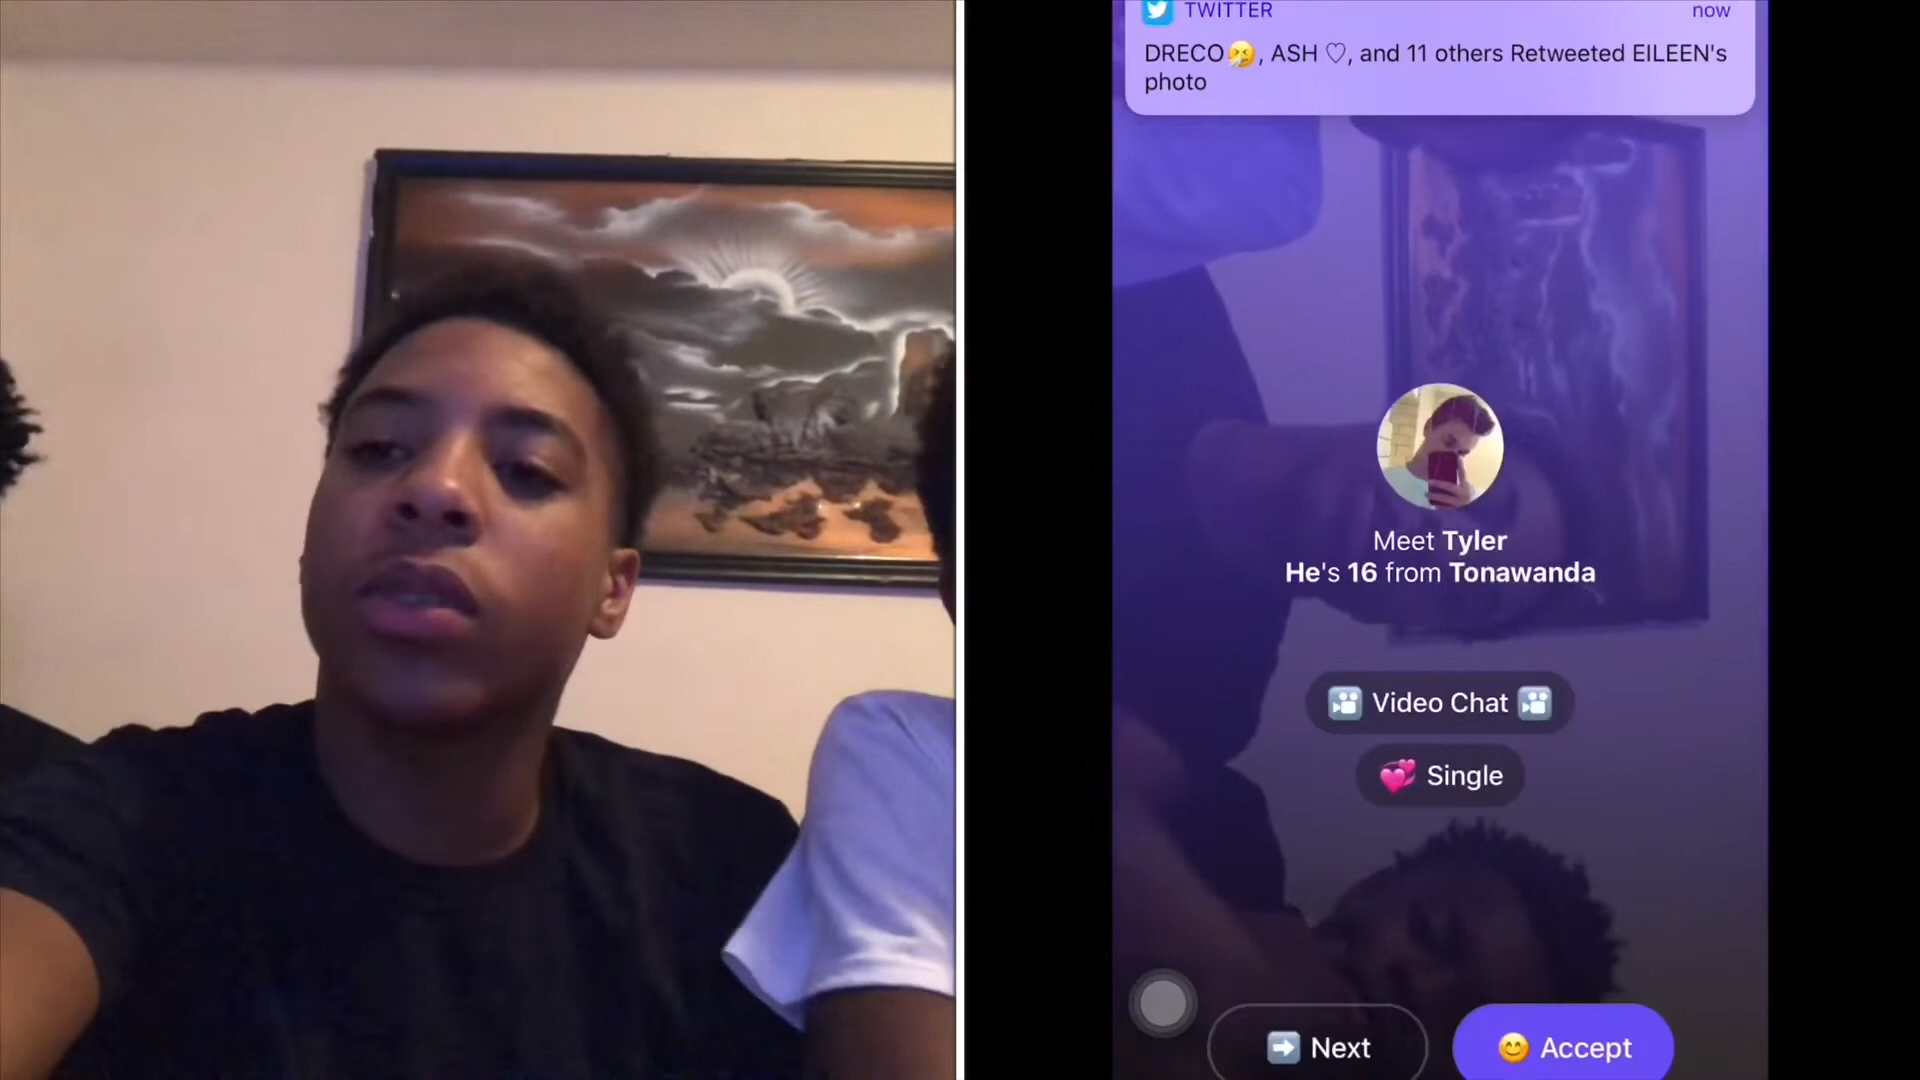 TWITTER
now
DRECO🤧, ASH ♡, and 11 others Retweeted EILEEN's
photo
Meet Tyler
He's 16 from Tonawanda
Video Chat
Single
Next
Accept